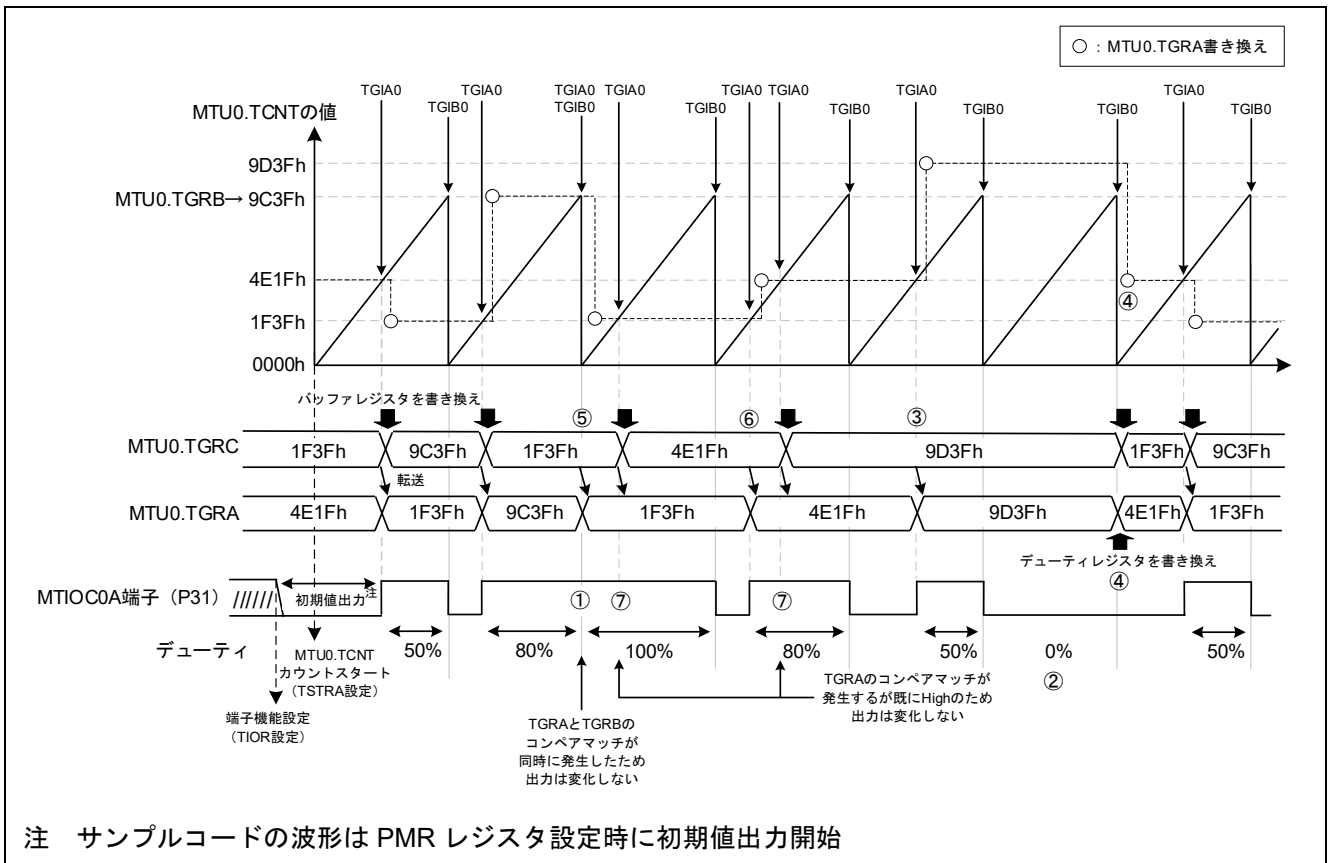 ○ : MTU0.TGRA書き換え
TGIA0
TGIB0
TGIA0
TGIA0
TGIB0
TGIA0
TGIB0
TGIA0
TGIA0
TGIB0
TGIA0
TGIB0
TGIB0
TGIA0
TGIB0
MTU0.TCNTの値
9D3Fh
MTU0.TGRB→ 9C3Fh
4E1Fh
④
1F3Fh
0000h
バッファレジスタを書き換え
⑤
⑥
③
MTU0.TGRC
1F3Fh
9C3Fh
1F3Fh
4E1Fh
9D3Fh
1F3Fh
9C3Fh
転送
MTU0.TGRA
4E1Fh
1F3Fh
9C3Fh
1F3Fh
4E1Fh
9D3Fh
4E1Fh
1F3Fh
デューティレジスタを書き換え
④
MTIOC0A端子（P31）
初期値出力注
①
⑦
⑦
デューティ
50%
80%
100%
80%
50%
0%
50%
②
MTU0.TCNT
カウントスタート
（TSTRA設定）
端子機能設定
（TIOR設定）
TGRAとTGRBの
コンペアマッチが
同時に発生したため
出力は変化しない
TGRAのコンペアマッチが
発生するが既にHighのため
出力は変化しない
注 サンプルコードの波形は PMR レジスタ設定時に初期値出力開始